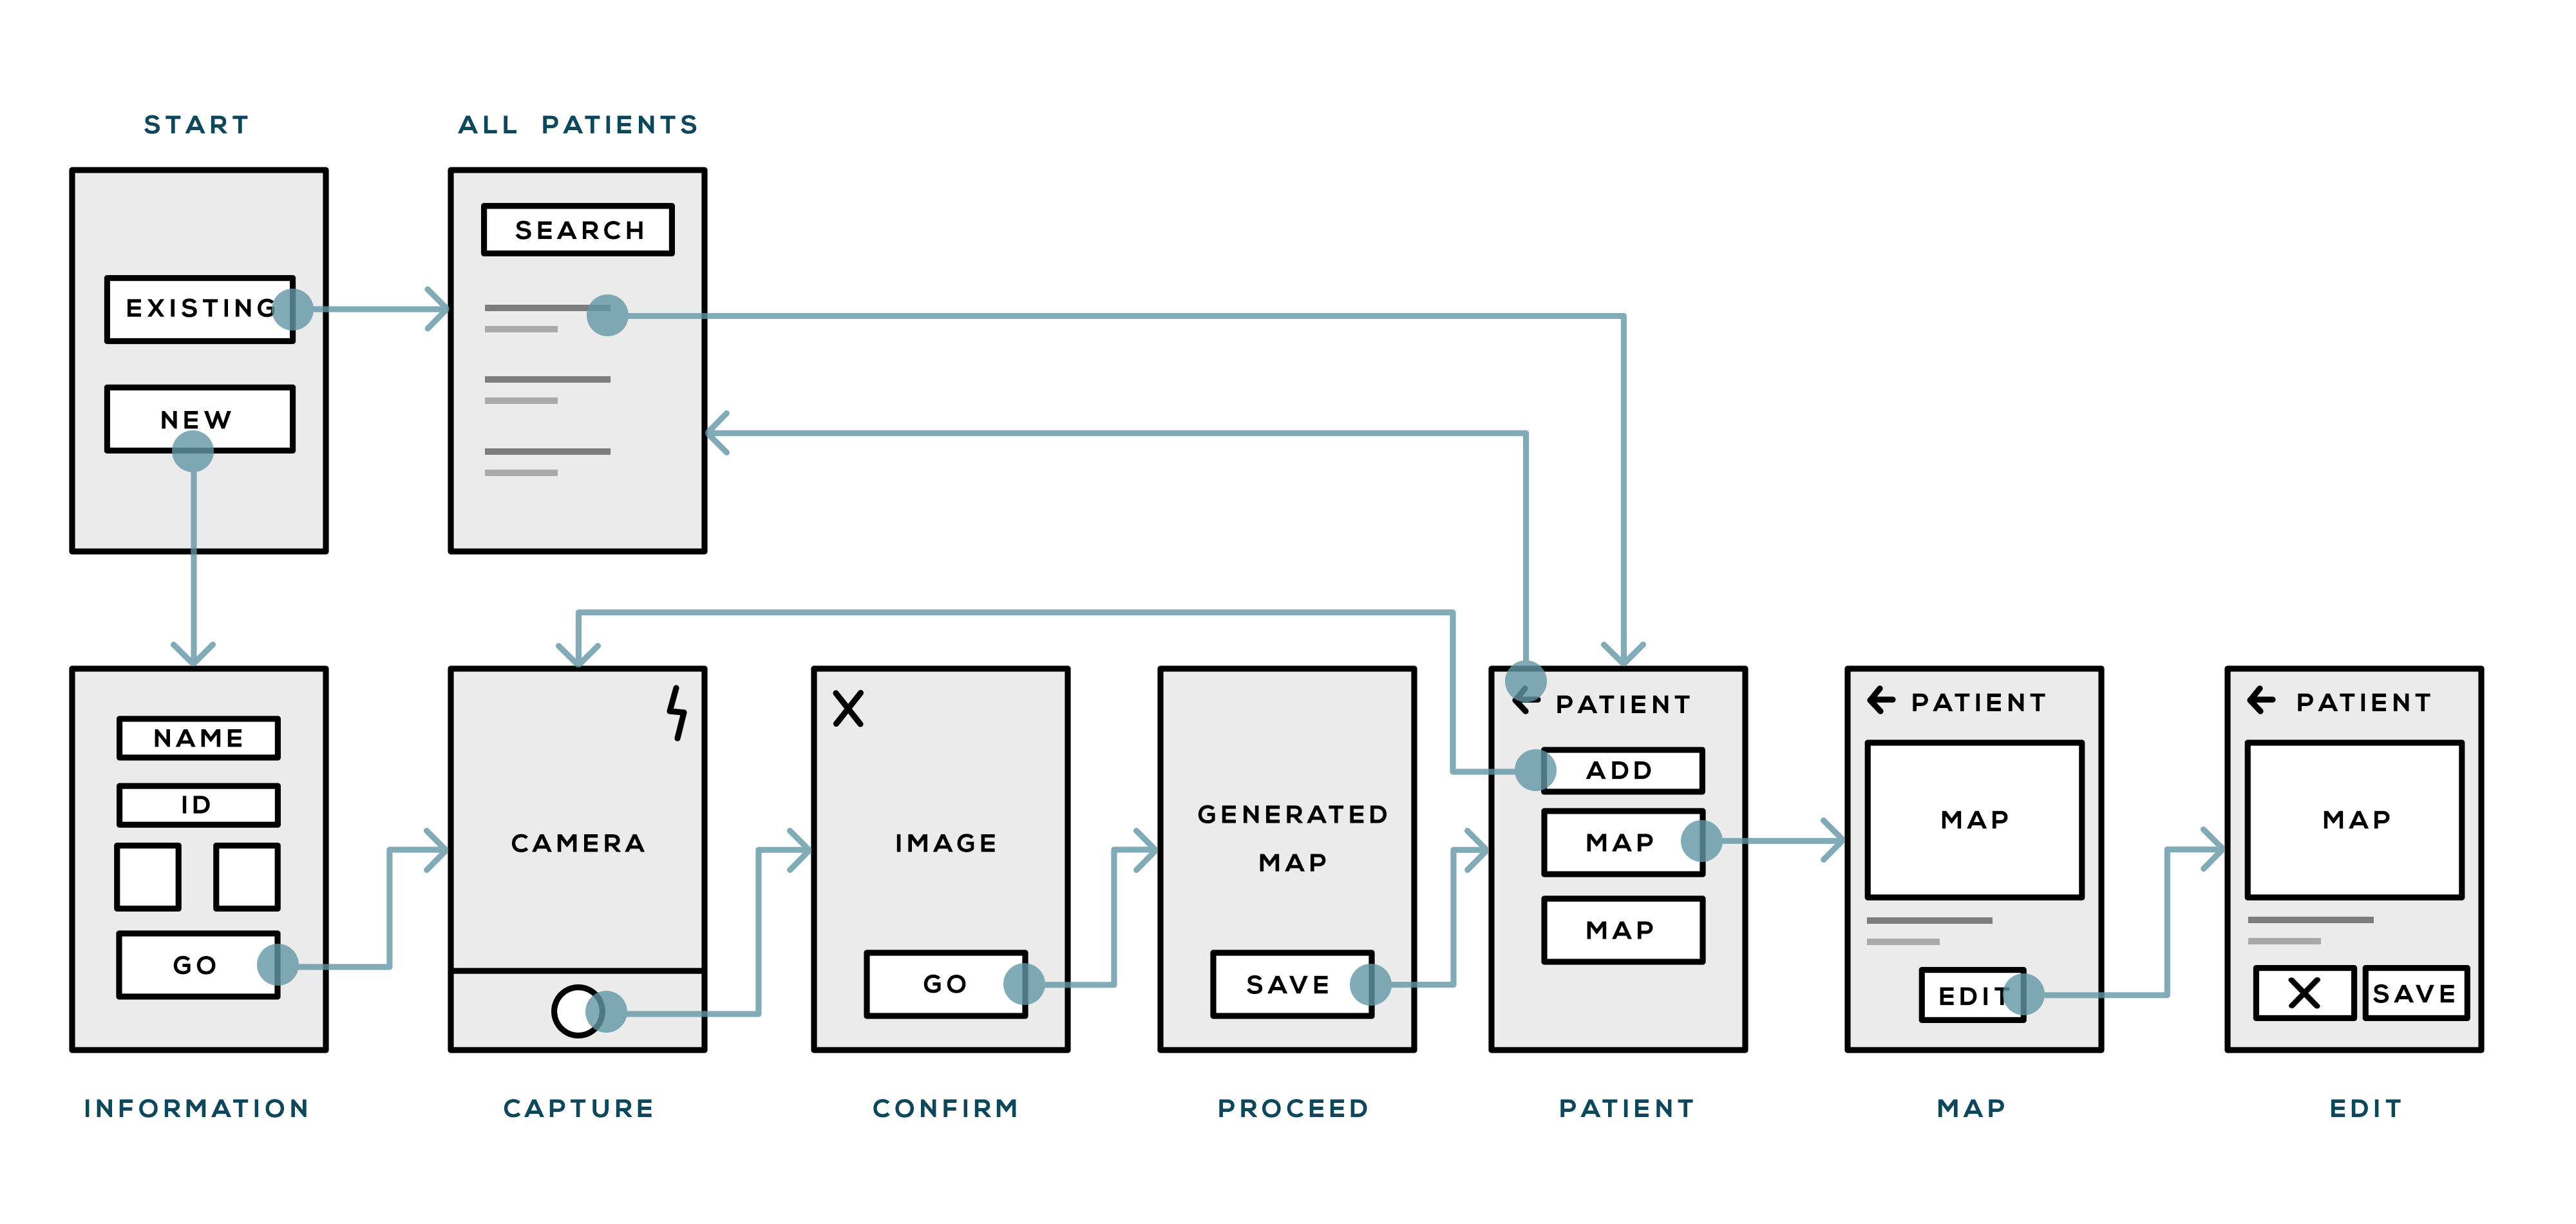 START
ALL PATIENTS
EXISTING
NEW
SEARCH
NAME
ID
GO
INFORMATION
CAMERA
CAPTURE
IMAGE
GO
CONFIRM
GENERATED
MAP
SAVE
PROCEED
PATIENT
ADD
MAP
MAP
PATIENT
PATIENT
MAP
EDIT
MAP
PATIENT
MAP
X
SAVE
EDIT